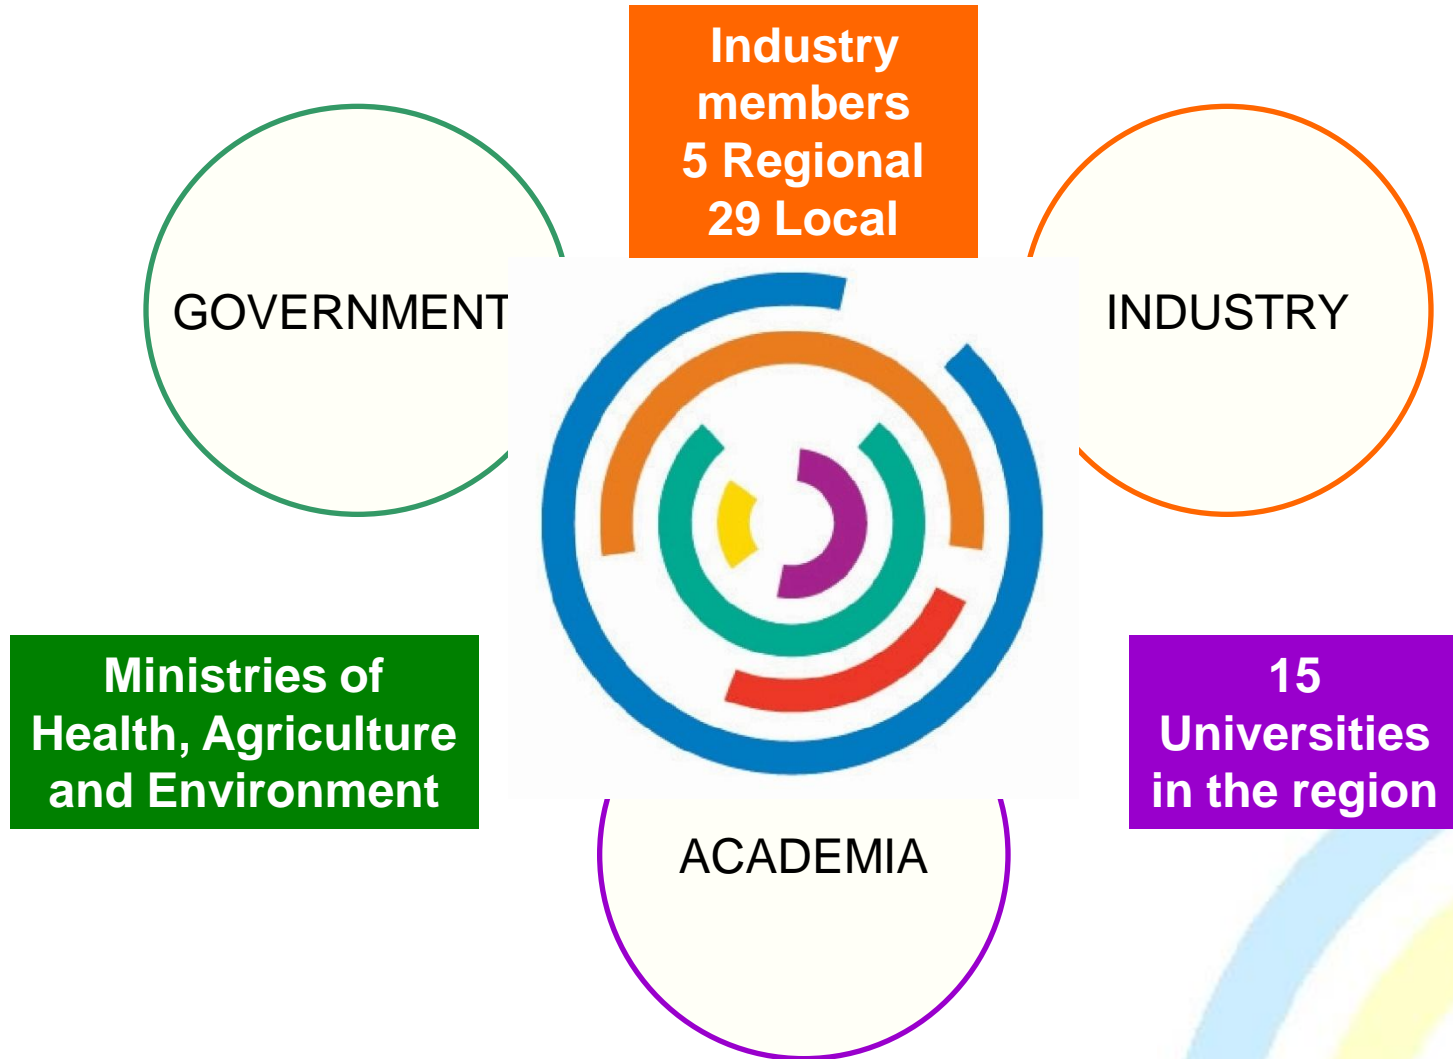 Industry
members
5 Regional
29 Local
GOVERNMENT
INDUSTRY
Ministries of
Health, Agriculture
and Environment
15
Universities
in the region
ACADEMIA